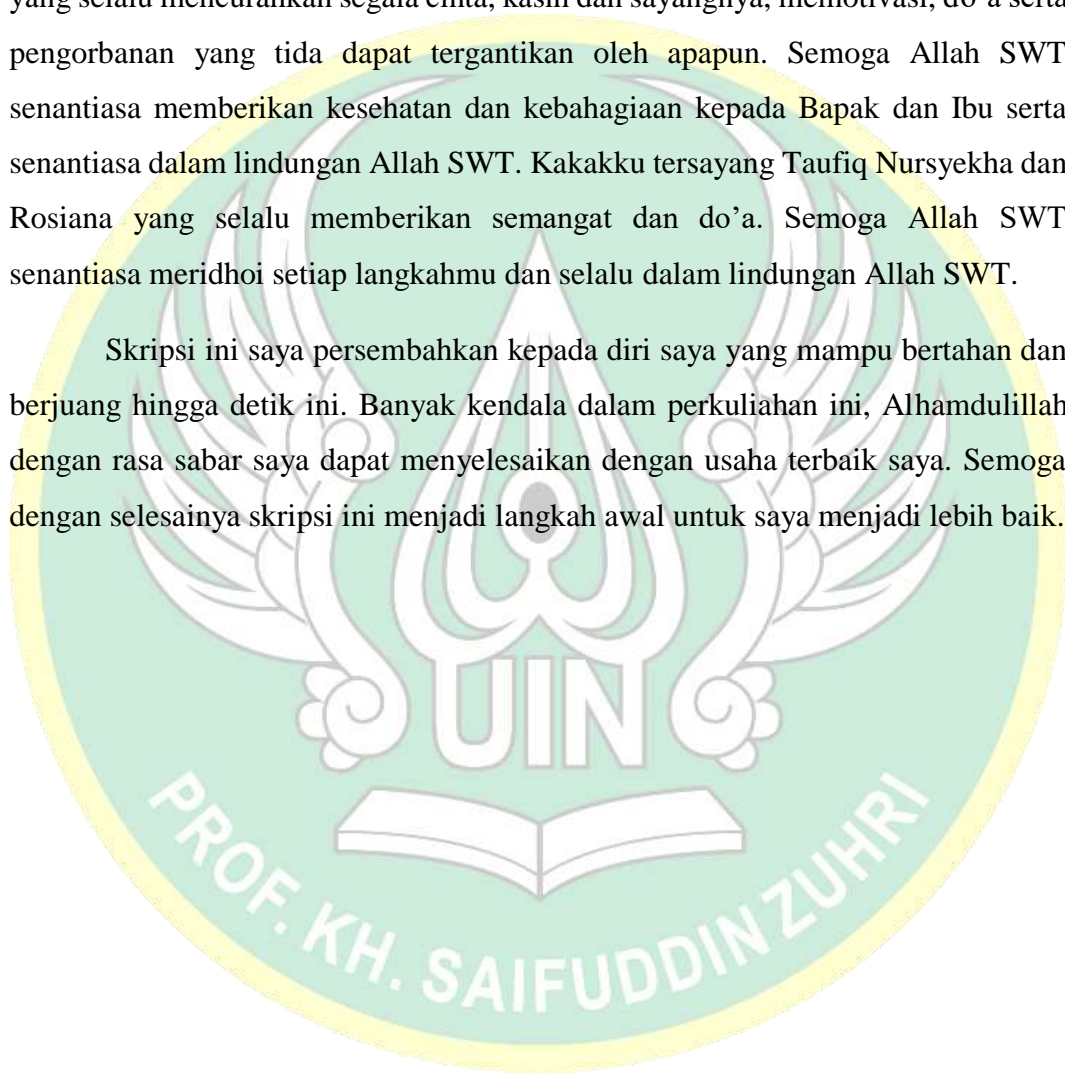 yang selalu mencurahkan segala cinta, kasih dan sayangnya, memotivasi, do'a serta
pengorbanan yang tida dapat tergantikan oleh apapun. Semoga Allah SWT
senantiasa memberikan kesehatan dan kebahagiaan kepada Bapak dan Ibu serta
senantiasa dalam lindungan Allah SWT. Kakakku tersayang Taufiq Nursyekha dan
Rosiana yang selalu memberikan semangat dan do'a. Semoga Allah SWT
senantiasa meridhoi setiap langkahmu dan selalu dalam lindungan Allah SWT.
Skripsi ini saya persembahkan kepada diri saya yang mampu bertahan dan
berjuang hingga detik ini. Banyak kendala dalam perkuliahan ini, Alhamdulillah
dengan rasa sabar saya dapat menyelesaikan dengan usaha terbaik saya. Semoga
dengan selesainya skripsi ini menjadi langkah awal untuk saya menjadi lebih baik.
UIN
PROF. KH. SAIFUDDIN ZUHRI